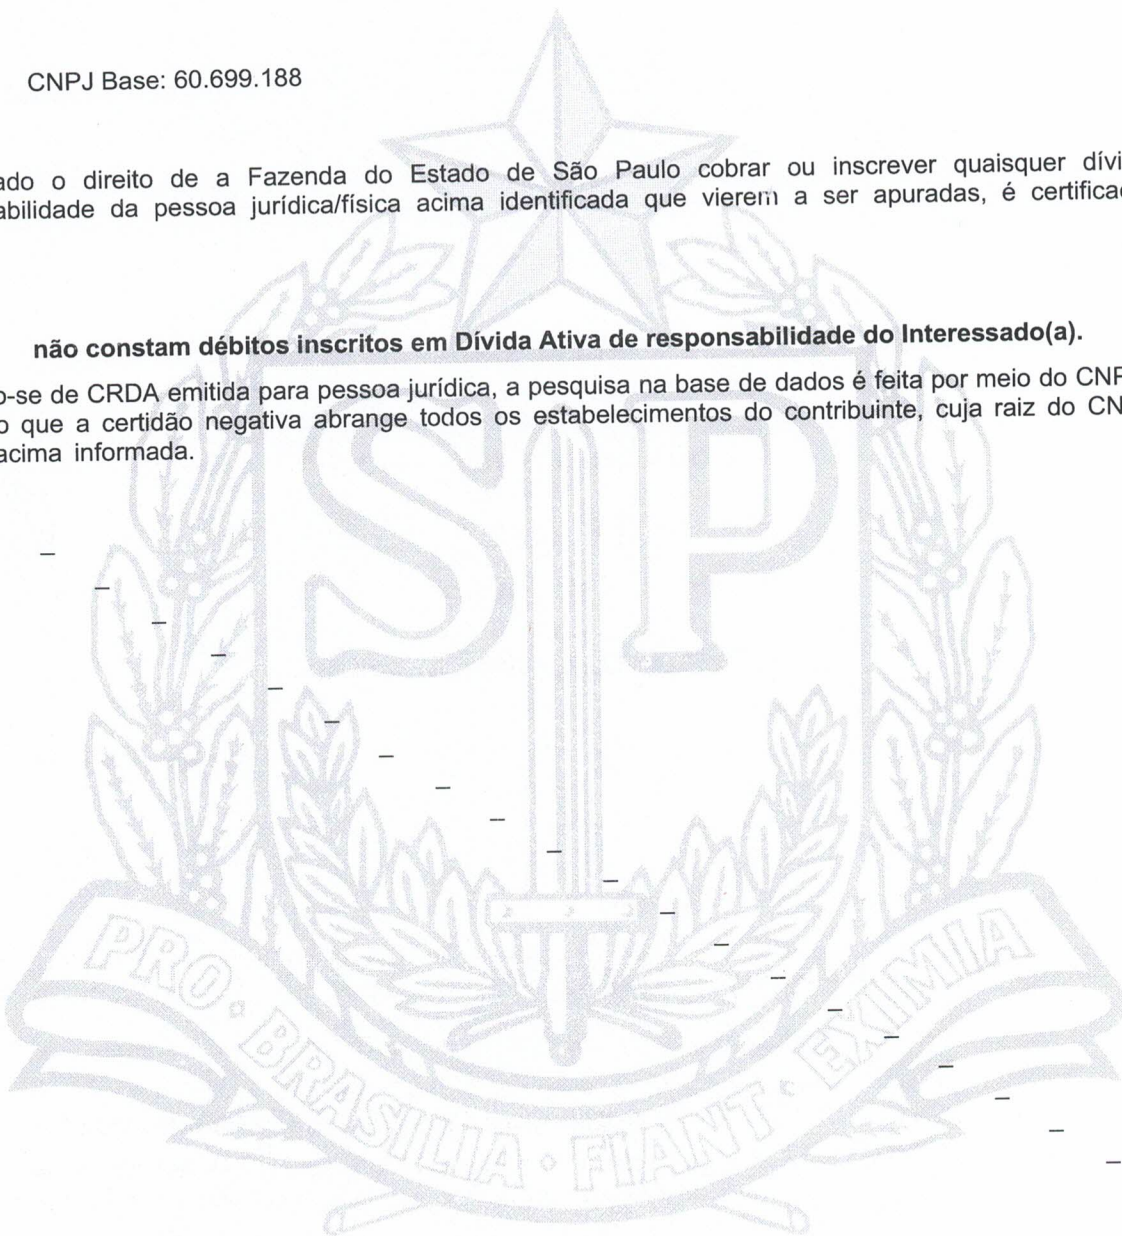 CNPJ Base: 60.699.188
ado o direito de a Fazenda do Estado de São Paulo cobrar ou inscrever quaisquer dívi
abilidade da pessoa jurídica/física acima identificada que vierem a ser apuradas, é certifica
não constam débitos inscritos em Dívida Ativa de responsabilidade do Interessado(a).
o-se de CRDA emitida para pessoa jurídica, a pesquisa na base de dados é feita por meio do CNP
o que a certidão negativa abrange todos os estabelecimentos do contribuinte, cuja raiz do CN
acima informada.
SP
PRO • BRASILIA • FIANT • EXIMIA